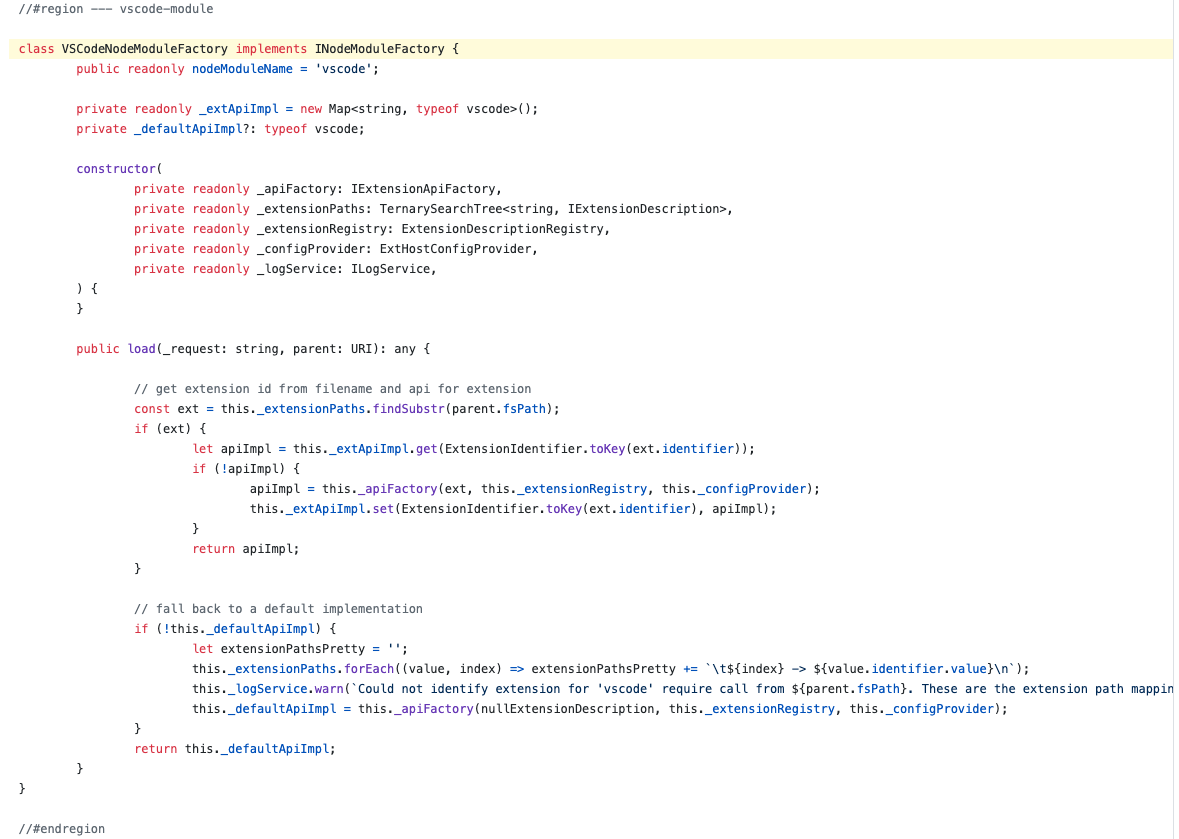 //#region --- vscode-module
class VSCodeNodeModuleFactory implements INodeModuleFactory {
public readonly nodeModuleName = 'vscode';
private readonly _extApiImpl = new Map<string, typeof vscode>();
private _defaultApiImpl?: typeof vscode;
constructor(
private readonly _apiFactory: IExtensionApiFactory,
private readonly _extensionPaths: TernarySearchTree<string, IExtensionDescription>,
private readonly _extensionRegistry: ExtensionDescriptionRegistry,
private readonly _configProvider: ExtHostConfigProvider,
private readonly _logService: ILogService,
) {
}
public load(_request: string, parent: URI): any {
// get extension id from filename and api for extension
const ext = this._extensionPaths.findSubstr(parent.fsPath);
if (ext) {
let apiImpl = this._extApiImpl.get(ExtensionIdentifier.toKey(ext.identifier));
if (!apiImpl) {
apiImpl = this._apiFactory(ext, this._extensionRegistry, this._configProvider);
this._extApiImpl.set(ExtensionIdentifier.toKey(ext.identifier), apiImpl);
}
return apiImpl;
}
// fall back to a default implementation
if (!this._defaultApiImpl) {
let extensionPathsPretty = '';
this._extensionPaths.forEach((value, index) => extensionPathsPretty += `\t${index} -> ${value.identifier.value}\n`);
this._logService.warn(`Could not identify extension for 'vscode' require call from ${parent.fsPath}. These are the extension path mappin
this._defaultApiImpl = this._apiFactory(nullExtensionDescription, this._extensionRegistry, this._configProvider);
}
return this._defaultApiImpl;
}
}
//#endregion